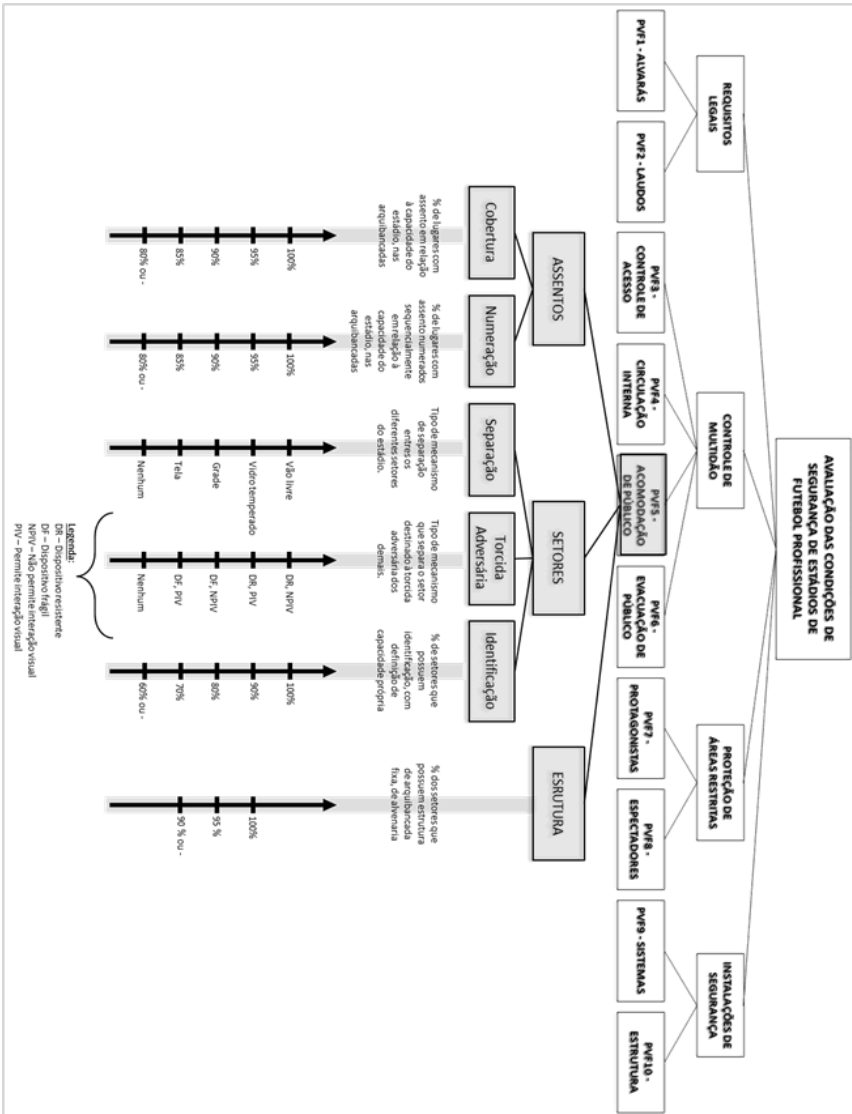 AVALIAÇÃO DAS CONDIÇÕES DE
SEGURANÇA DE ESTÁDIOS DE
FUTEBOL PROFISSIONAL
REQUISITOS
LEGAIS
CONTROLE DE
MULTIDÃO
PROTEÇÃO DE
ÁREAS RESTRITAS
INSTALAÇÕES DE
SEGURANÇA
PVF1 - ALVARÁS
PVF2 - LAUDOS
PVF3 -
CONTROLE DE
ACESSO
PVF4 -
CIRCULAÇÃO
INTERNA
PVF5 -
ACOMODAÇÃO
DE PÚBLICO
PVF6 -
EVACUAÇÃO DE
PÚBLICO
PVF7 -
PROTAGONISTAS
PVF8 -
ESPECTADORES
PVF9 - SISTEMAS
PVF10 -
ESTRUTURA
ASSENTOS
SETORES
ESRUTURA
Cobertura
Numeração
Separação
Torcida
Adversária
Identificação
% de lugares com
assento em relação
à capacidade do
estádio, nas
arquibancadas
% de lugares com
assento numerados
sequencialmente
em relação à
capacidade do
estádio, nas
arquibancadas
Tipo de mecanismo
de separação
entres os
diferentes setores
do estádio.
Tipo de mecanismo
que separa o setor
destinado à torcida
adversária dos
demais.
% de setores que
possuem
identificação, com
definição de
capacidade própria
% dos setores que
possuem estrutura
de arquibancada
fixa, de alvenaria
100%
95%
90%
85%
80% ou -
100%
95%
90%
85%
80% ou -
Vão livre
Vidro temperado
Grade
Tela
Nenhum
DR, NPIV
DR, PIV
DF, NPIV
DF, PIV
Nenhum
100%
90%
80%
70%
60% ou -
100%
95 %
90 % ou -
Legenda:
DR – Dispositivo resistente
DF – Dispositivo frágil
NPIV – Não permite interação visual
PIV – Permite interação visual